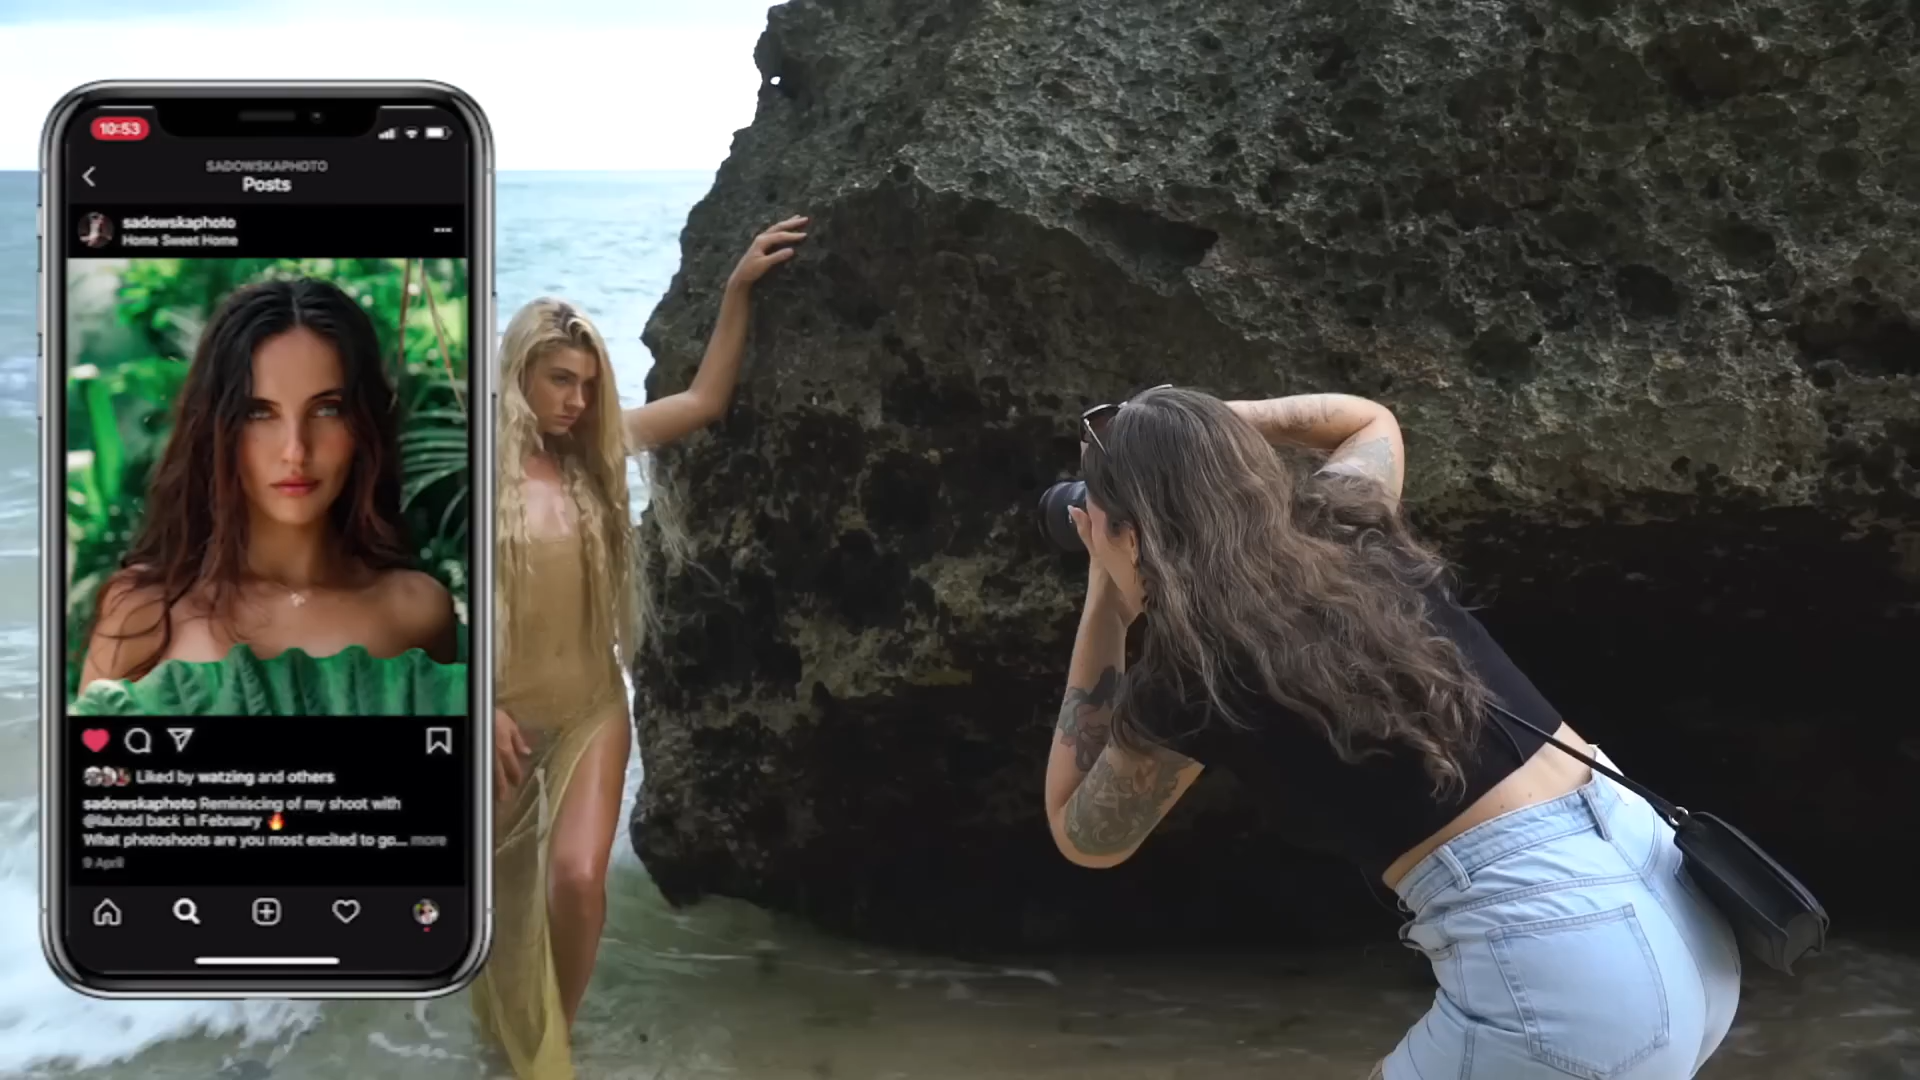 10:53
SADOWSKAPHOTO
Posts
sadowskaphoto
Home Sweet Home
Liked by watzing and others
sadowskaphoto Reminiscing of my shoot with
@laubsd back in February
What photoshoots are you most excited to go... more
9 April